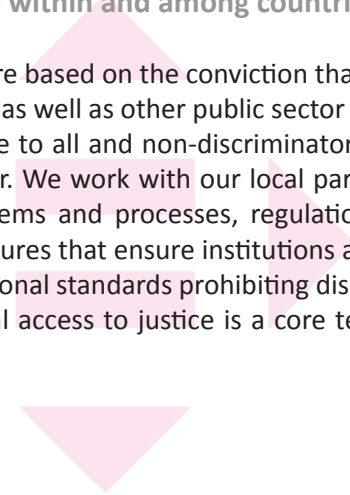 within and among countri
re based on the conviction tha
as well as other public sector
e to all and non-discriminator
r. We work with our local par
ems and processes, regulatio
ures that ensure institutions a
onal standards prohibiting dis
l access to justice is a core te